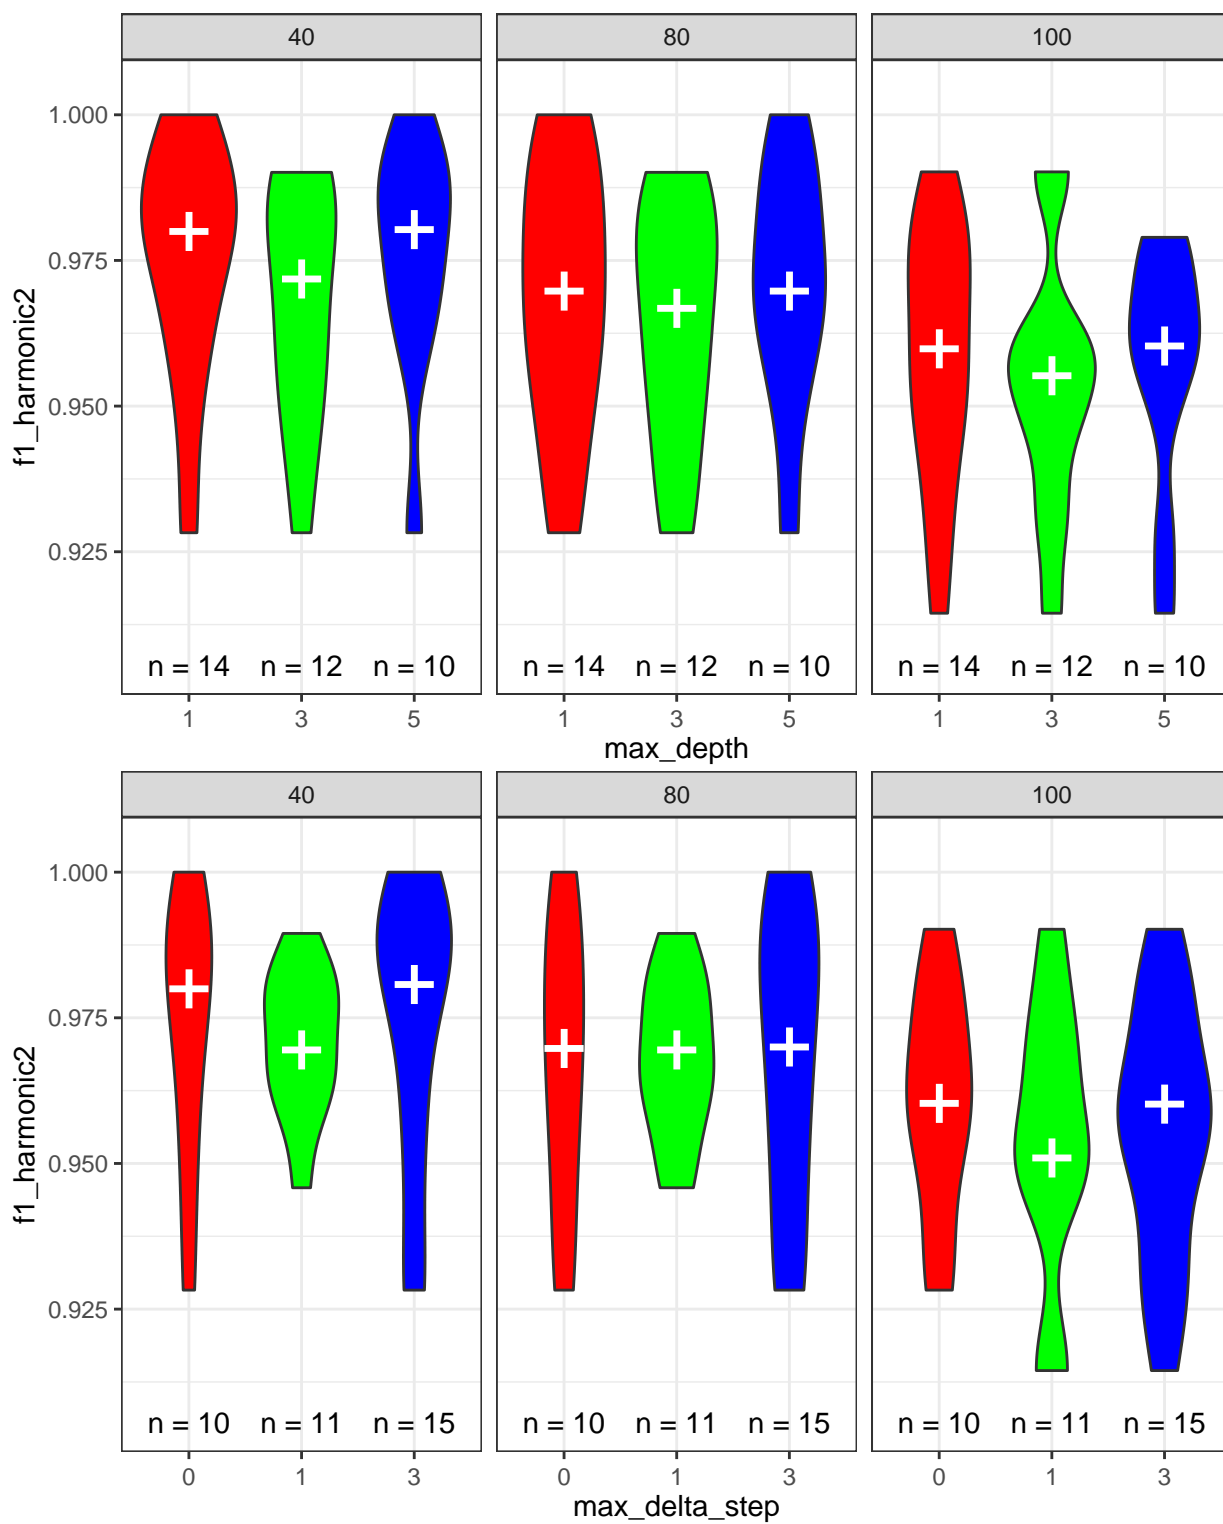 40 80 100
f1_harmonic2
1.000
0.975
0.950
0.925
n = 14 n = 12 n = 10 n = 14 n = 12 n = 10 n = 14 n = 12 n = 10
1 3 5 1 3 5 1 3 5
max_depth
40 80 100
f1_harmonic2
1.000
0.975
0.950
0.925
n = 10 n = 11 n = 15 n = 10 n = 11 n = 15 n = 10 n = 11 n = 15
0 1 3 0 1 3 0 1 3
max_delta_step